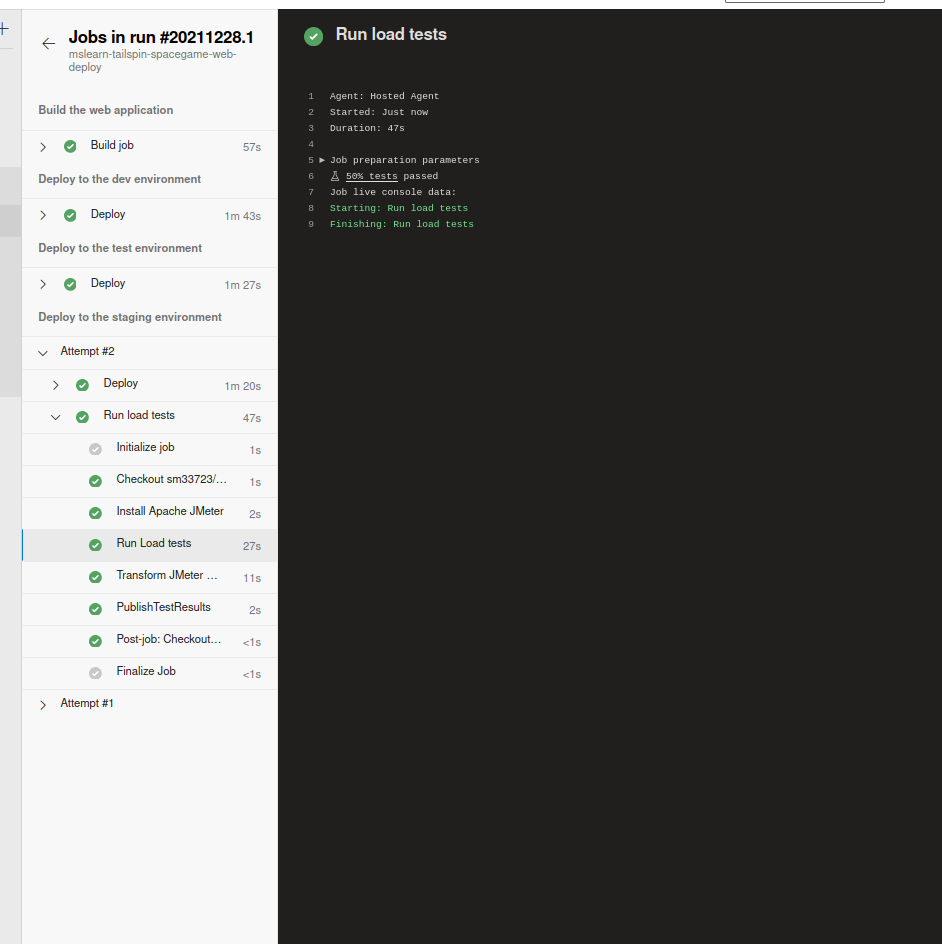 Jobs in run #20211228.1
mslearn-tailspin-spacegame-web-
deploy
Build the web application
Build job 57s
Deploy to the dev environment
Deploy 1m 43s
Deploy to the test environment
Deploy 1m 27s
Deploy to the staging environment
Attempt #2
Deploy 1m 20s
Run load tests 47s
Initialize job 1s
Checkout sm33723/... 1s
Install Apache JMeter 2s
Run Load tests 27s
Transform JMeter ... 11s
PublishTestResults 2s
Post-job: Checkout... <1s
Finalize Job <1s
Attempt #1
Run load tests
1 Agent: Hosted Agent
2 Started: Just now
3 Duration: 47s
4
5 Job preparation parameters
6 50% tests passed
7 Job live console data:
8 Starting: Run load tests
9 Finishing: Run load tests